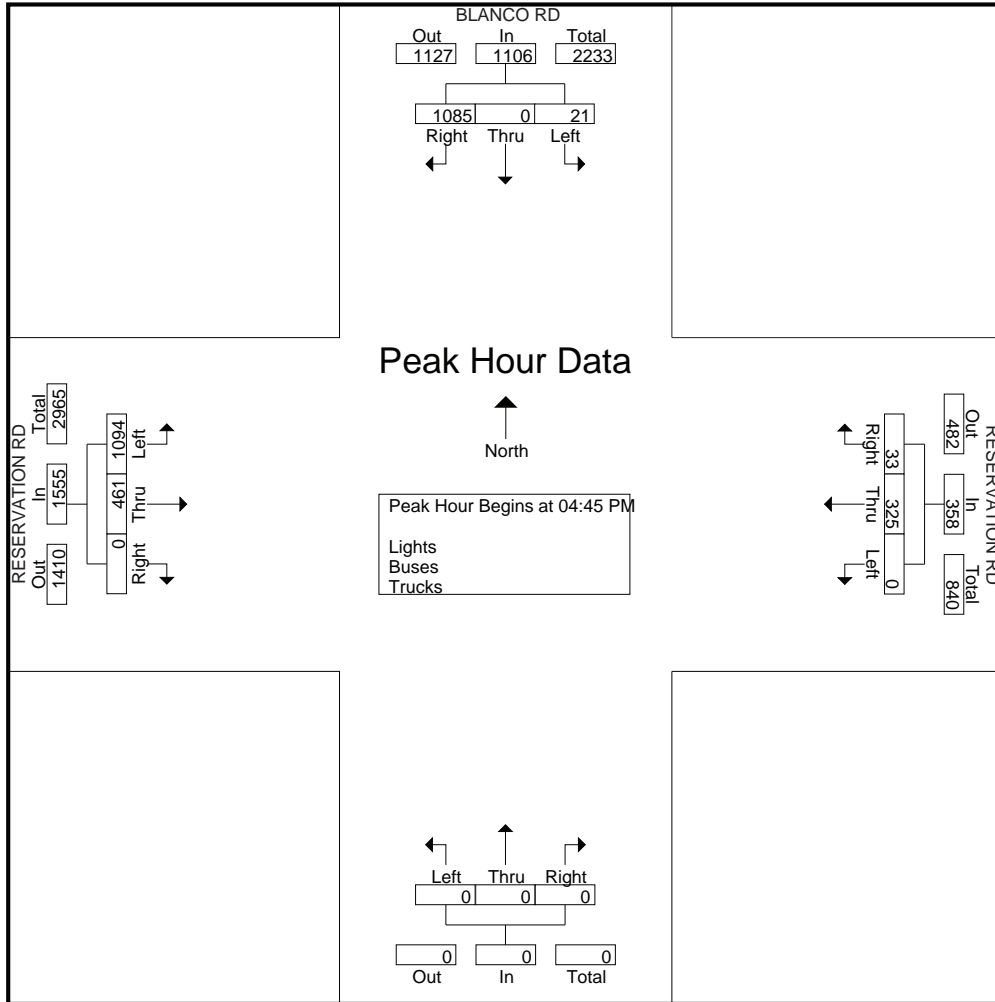 BLANCO RD
Out In Total
1127 1106 2233
1085 0 21
Right Thru Left
Peak Hour Data
North
Peak Hour Begins at 04:45 PM
Lights
Buses
Trucks
RESERVATION RD
Total In Out
2965 1555 1410
1094 461 0
Left Thru Right
RESERVATION RD
Out In Total
482 358 840
33 325 0
Right Thru Left
Left Thru Right
0 0 0
0 0 0
Out In Total